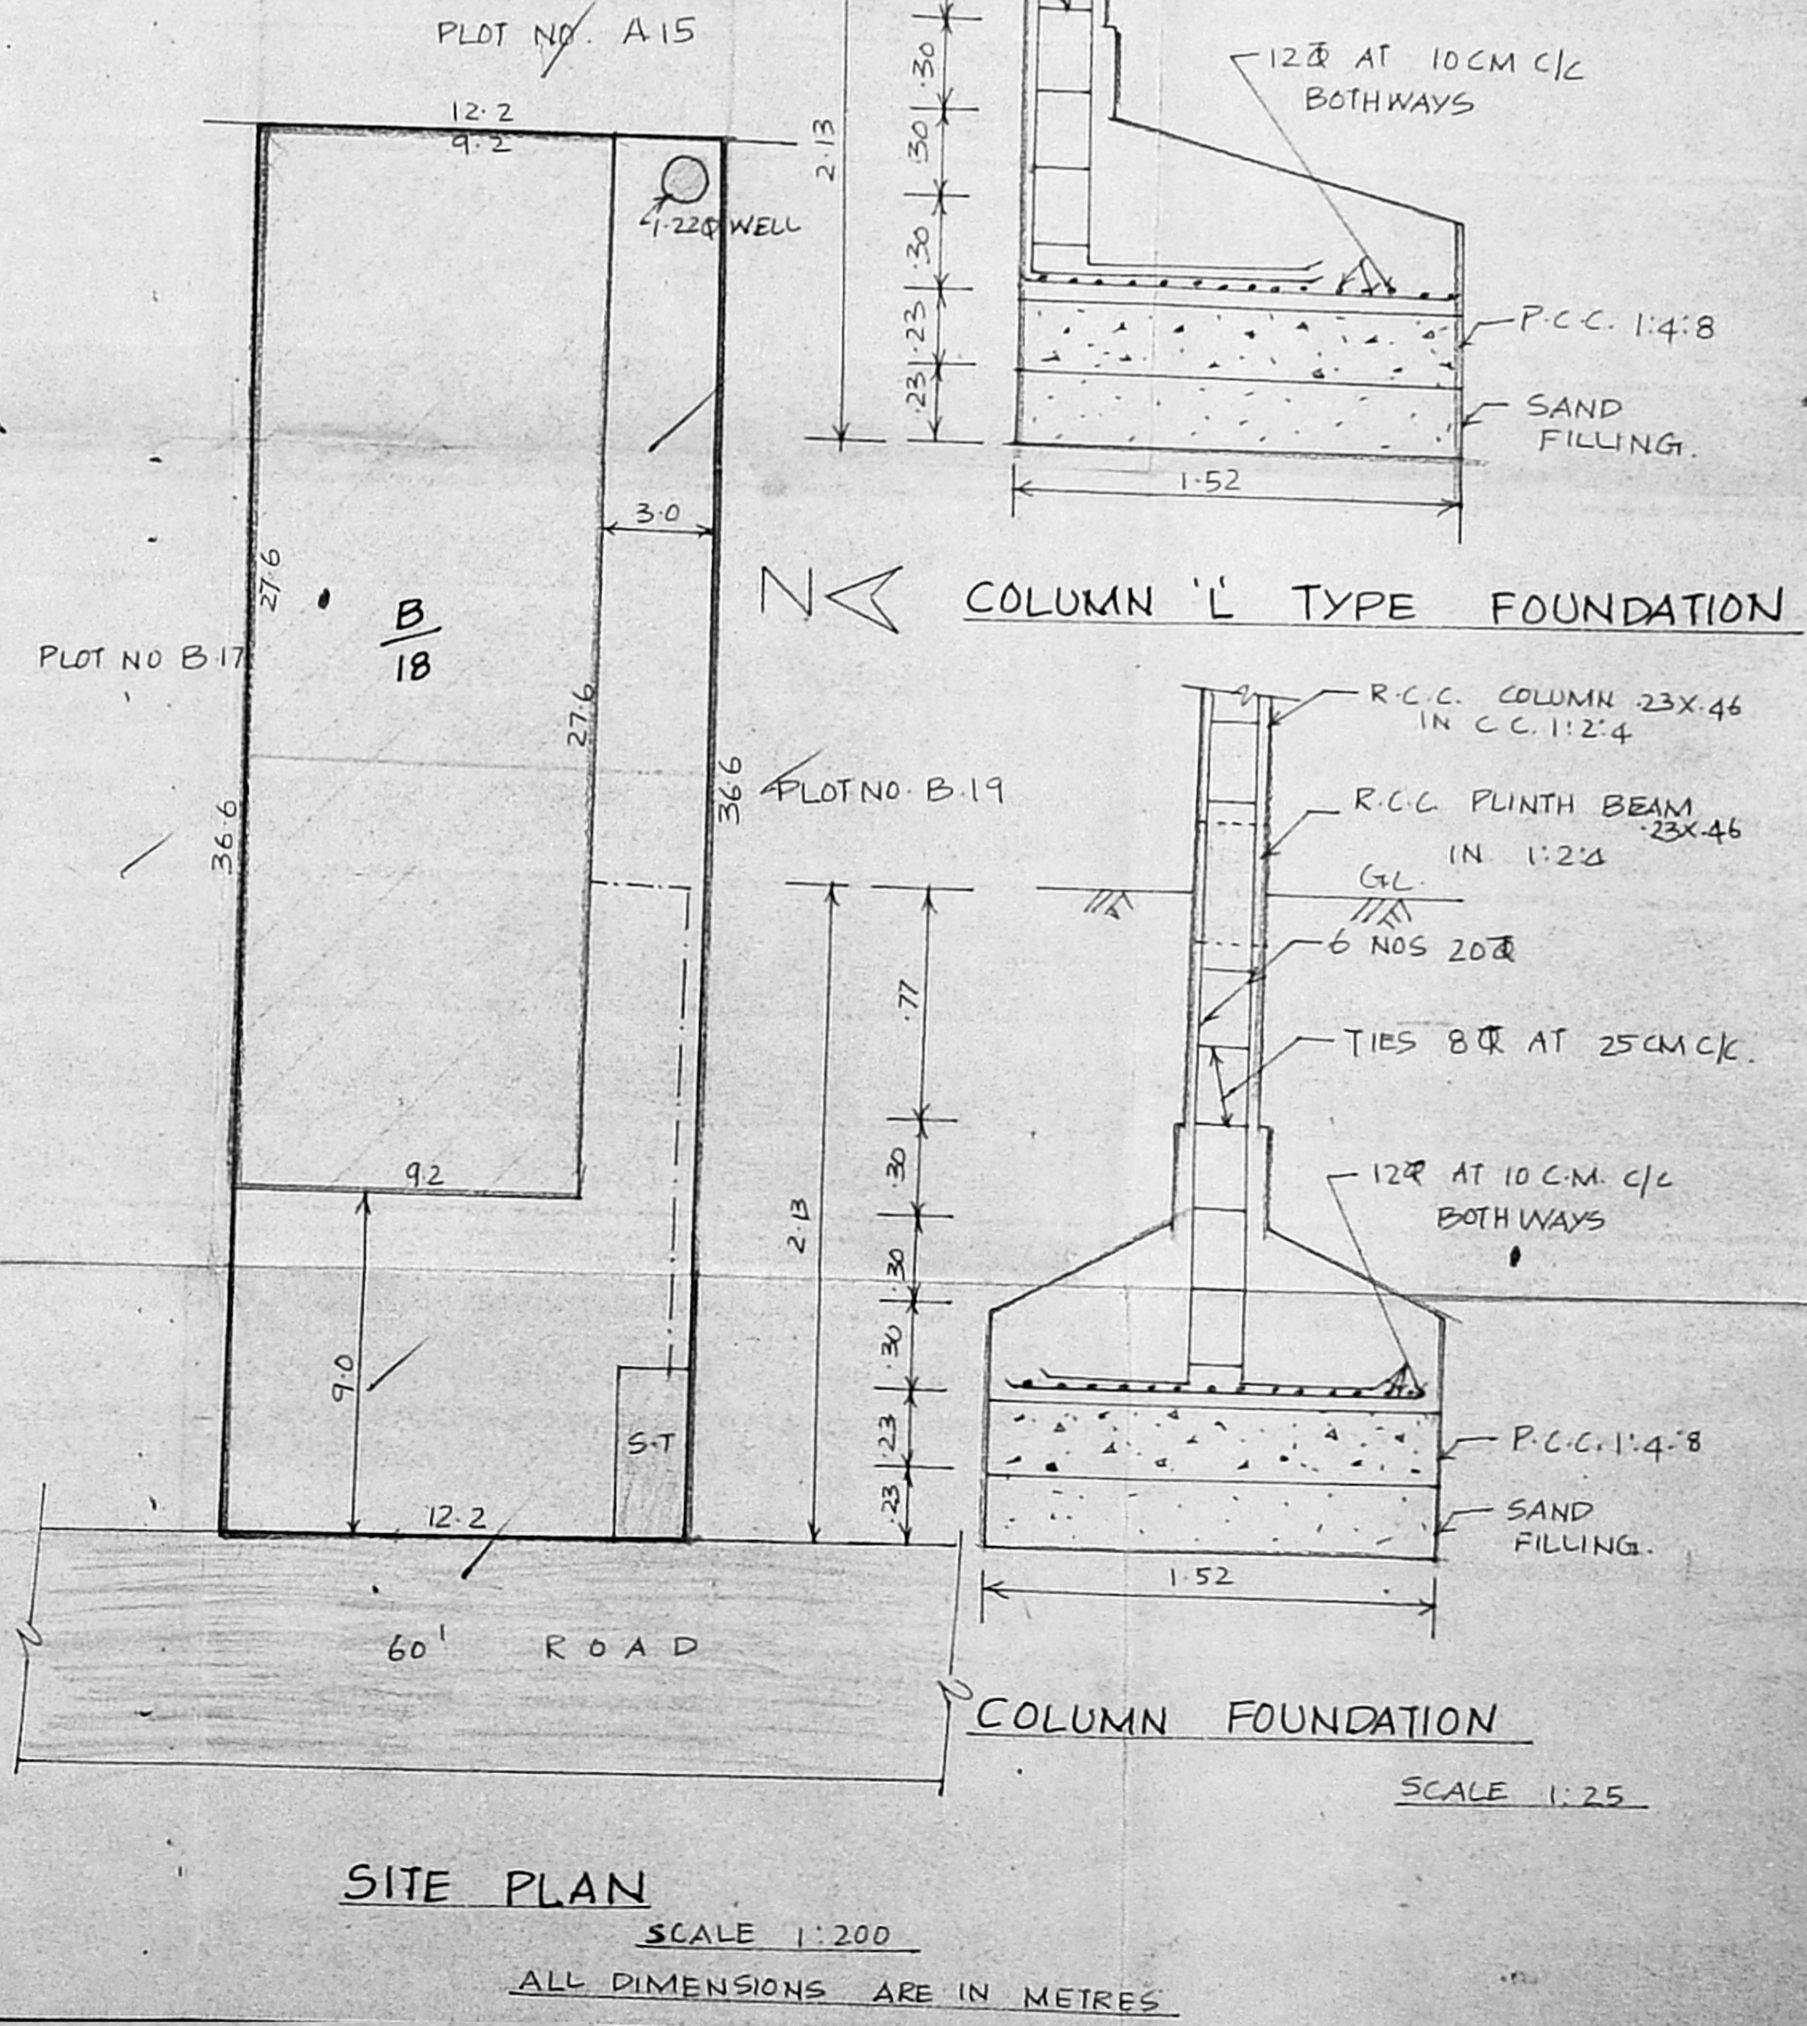 PLOT NO. A 15
12.2
9.2
1.22Φ WELL
27.6
B
18
PLOT NO B.17
3.0
27.6
36.6
36.6
PLOT NO. B.19
9.2
9.0
S.T
12.2
60' ROAD
SITE PLAN
SCALE 1:200
ALL DIMENSIONS ARE IN METRES
N
2.13
.30
.30
.30
.23
.23
12Φ AT 10CM C/C
BOTHWAYS
P.C.C. 1:4:8
SAND
FILLING.
1.52
COLUMN 'L' TYPE FOUNDATION
R.C.C. COLUMN .23X.46
IN C C. 1:2:4
R.C.C PLINTH BEAM
.23X.46
IN 1:2:4
G.L.
6 NOS 20Φ
TIES 8Φ AT 25CM C/C.
12Φ AT 10 C.M. C/C
BOTH WAYS
2.13
.77
.30
.30
.30
.23
.23
P.C.C. 1:4:8
SAND
FILLING.
1.52
COLUMN FOUNDATION
SCALE 1:25